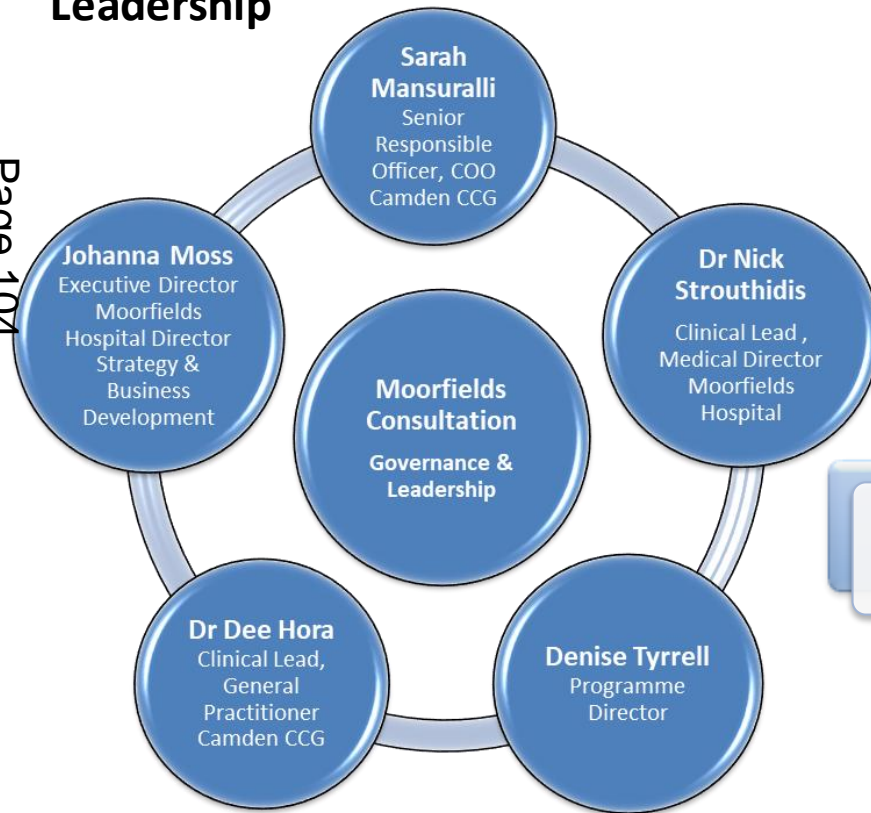 Leadership
Page 104
Sarah
Mansuralli
Senior
Responsible
Officer, COO
Camden CCG
Dr Nick
Strouthidis
Clinical Lead ,
Medical Director
Moorfields
Hospital
Denise Tyrrell
Programme
Director
Dr Dee Hora
Clinical Lead,
General
Practitioner
Camden CCG
Johanna Moss
Executive Director
Moorfields
Hospital Director
Strategy &
Business
Development
Moorfields
Consultation
Governance &
Leadership